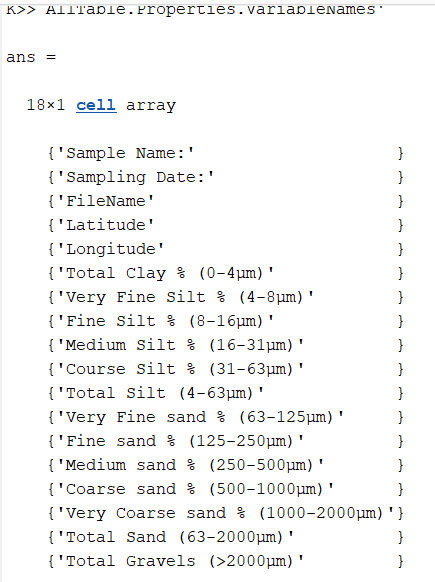 K>> AllTable.Properties.VariableNames'
ans =
18×1 cell array
{'Sample Name:' }
{'Sampling Date:' }
{'FileName' }
{'Latitude' }
{'Longitude' }
{'Total Clay % (0-4µm)' }
{'Very Fine Silt % (4-8µm)' }
{'Fine Silt % (8-16µm)' }
{'Medium Silt % (16-31µm)' }
{'Course Silt % (31-63µm)' }
{'Total Silt (4-63µm)' }
{'Very Fine sand % (63-125µm)' }
{'Fine sand % (125-250µm)' }
{'Medium sand % (250-500µm)' }
{'Coarse sand % (500-1000µm)' }
{'Very Coarse sand % (1000-2000µm)'}
{'Total Sand (63-2000µm)' }
{'Total Gravels (>2000µm)' }